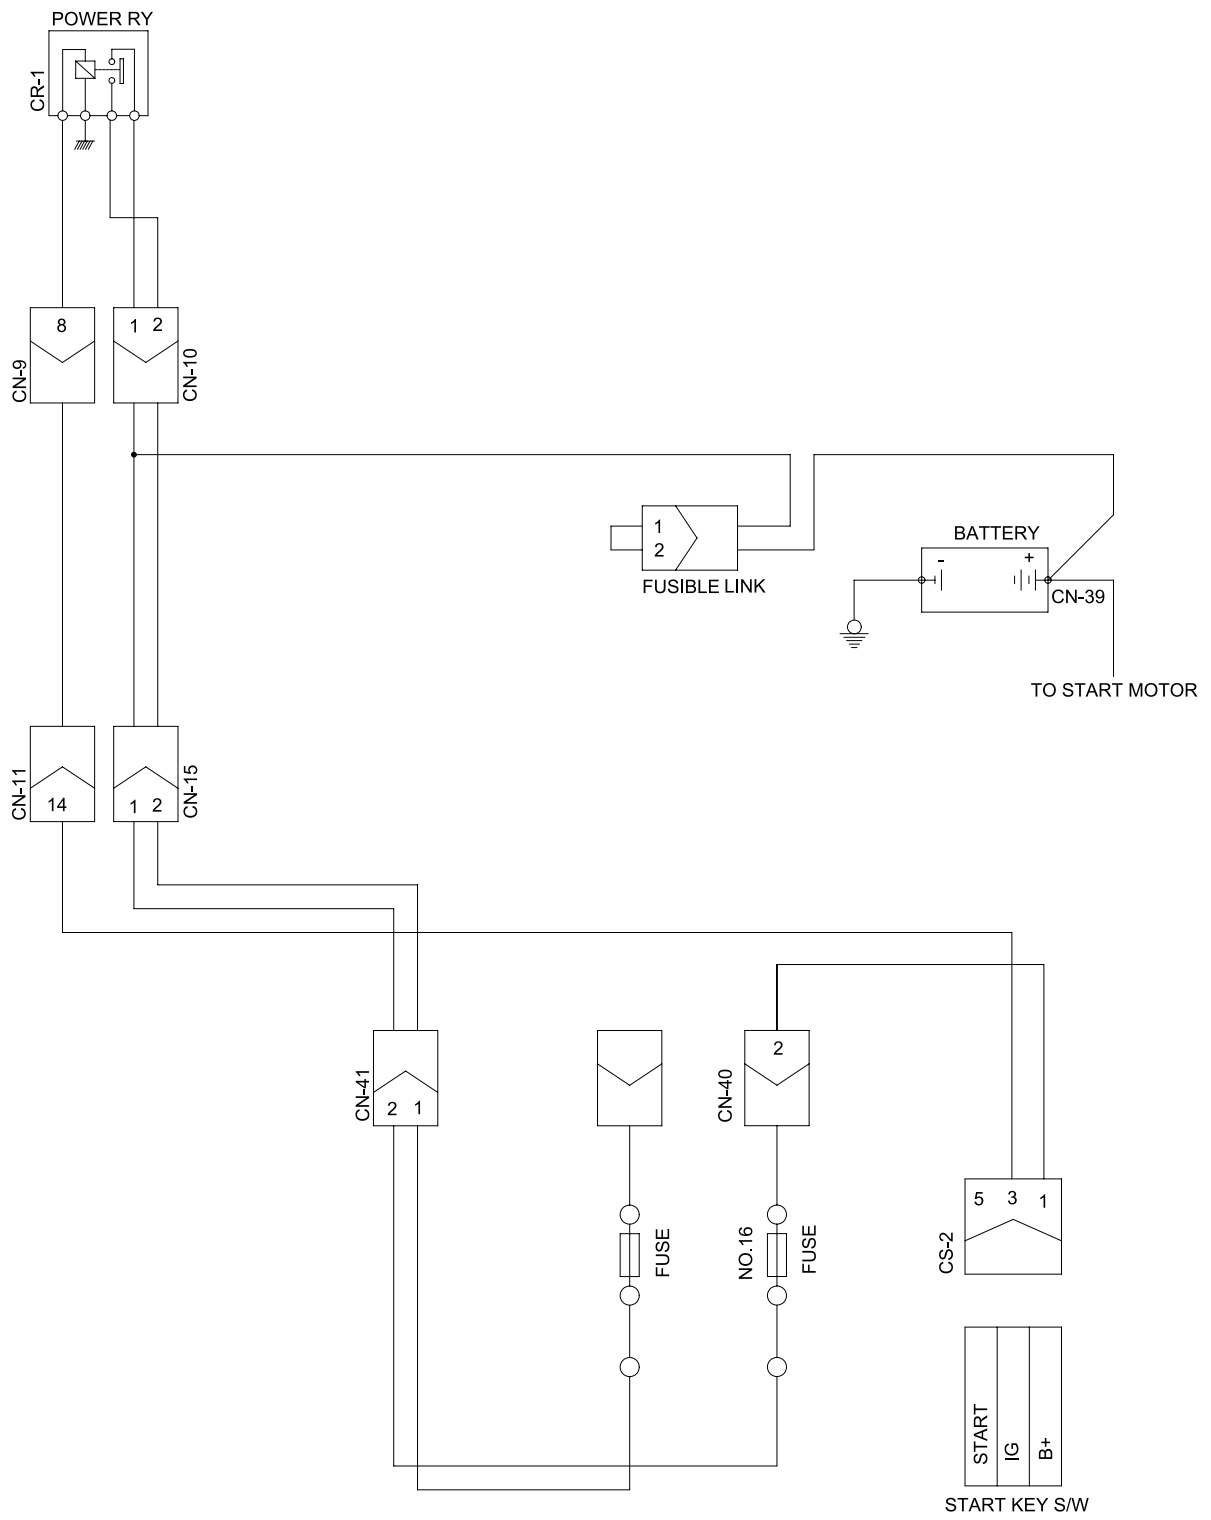 POWER RY
CR-1
8
1 2
CN-9
CN-10
1
2
FUSIBLE LINK
BATTERY
- +
CN-39
TO START MOTOR
CN-11
14
1 2
CN-15
CN-41
2 1
CN-40
2
FUSE
NO.16
FUSE
5 3 1
CS-2
START
IG
B+
START KEY S/W